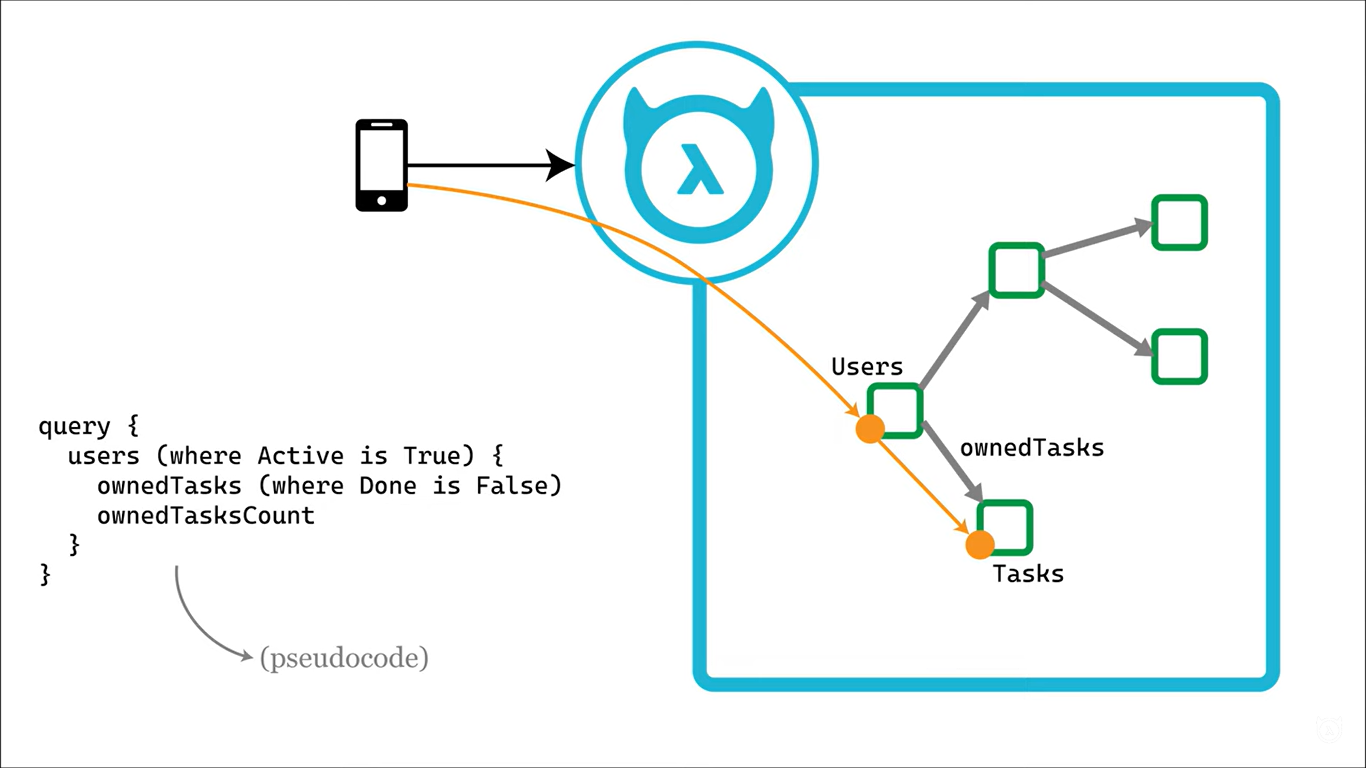 λ
Users
ownedTasks
Tasks
query {
  users (where Active is True) {
    ownedTasks (where Done is False)
    ownedTasksCount
  }
}
(pseudocode)